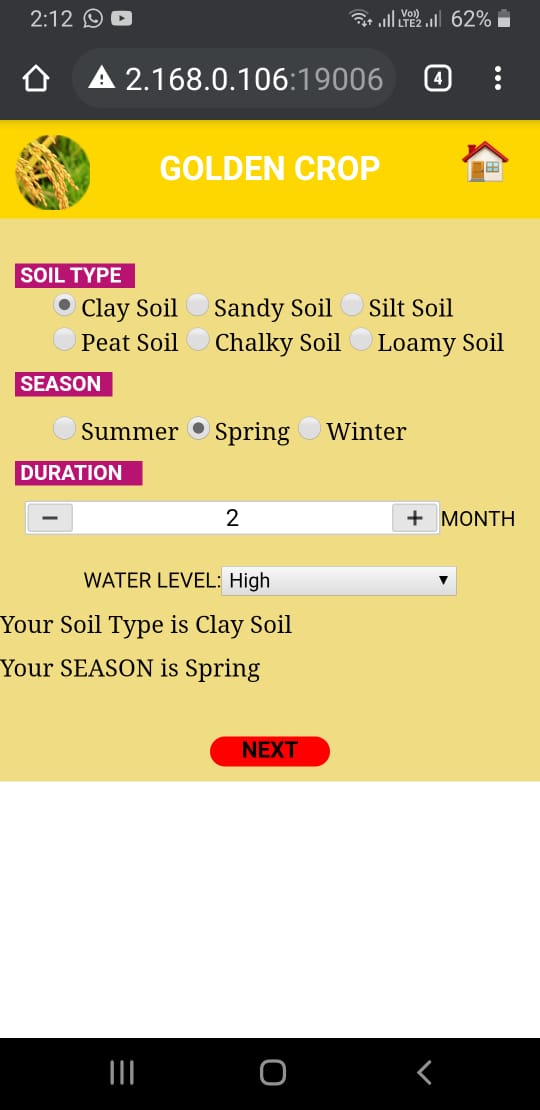 2:12 Vo)) LTE2 62%
2.168.0.106:19006 4
GOLDEN CROP
SOIL TYPE
Clay Soil Sandy Soil Silt Soil
Peat Soil Chalky Soil Loamy Soil
SEASON
Summer Spring Winter
DURATION
− 2 + MONTH
WATER LEVEL: High
Your Soil Type is Clay Soil
Your SEASON is Spring
NEXT